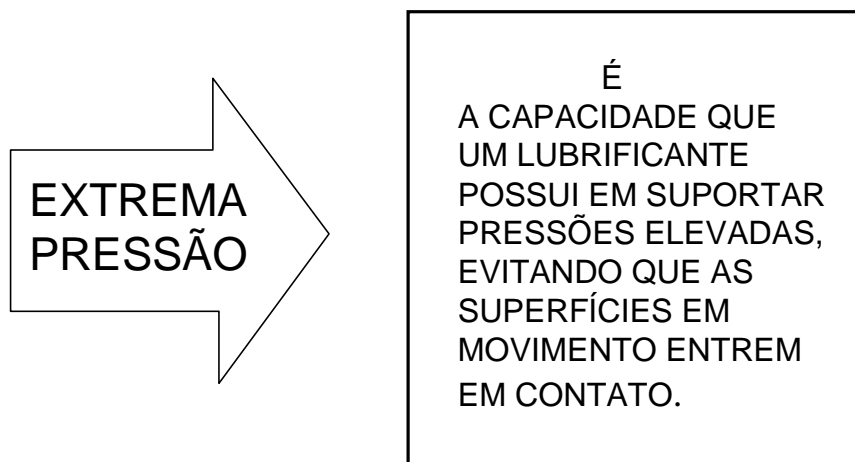 EXTREMA
PRESSÃO
É
A CAPACIDADE QUE
UM LUBRIFICANTE
POSSUI EM SUPORTAR
PRESSÕES ELEVADAS,
EVITANDO QUE AS
SUPERFÍCIES EM
MOVIMENTO ENTREM
EM CONTATO.